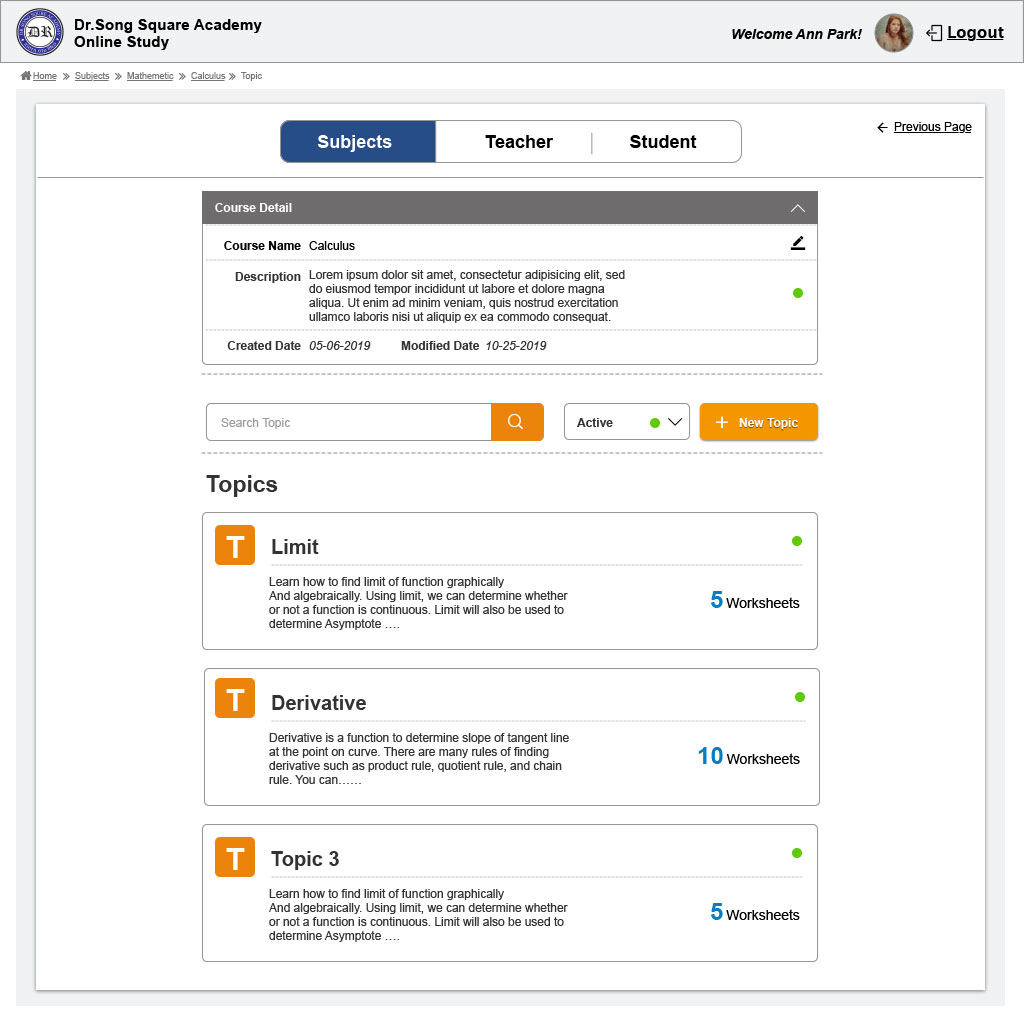 DR
Dr.Song Square Academy
Online Study
Welcome Ann Park!
Logout
Home » Subjects » Mathemetic » Calculus » Topic
Subjects
Teacher
Student
Previous Page
Course Detail
Course Name Calculus
Description Lorem ipsum dolor sit amet, consectetur adipisicing elit, sed
do eiusmod tempor incididunt ut labore et dolore magna
aliqua. Ut enim ad minim veniam, quis nostrud exercitation
ullamco laboris nisi ut aliquip ex ea commodo consequat.
Created Date 05-06-2019 Modified Date 10-25-2019
Search Topic
Active
+ New Topic
Topics
T
Limit
Learn how to find limit of function graphically
And algebraically. Using limit, we can determine whether
or not a function is continuous. Limit will also be used to
determine Asymptote ….
5 Worksheets
T
Derivative
Derivative is a function to determine slope of tangent line
at the point on curve. There are many rules of finding
derivative such as product rule, quotient rule, and chain
rule. You can……
10 Worksheets
T
Topic 3
Learn how to find limit of function graphically
And algebraically. Using limit, we can determine whether
or not a function is continuous. Limit will also be used to
determine Asymptote ….
5 Worksheets